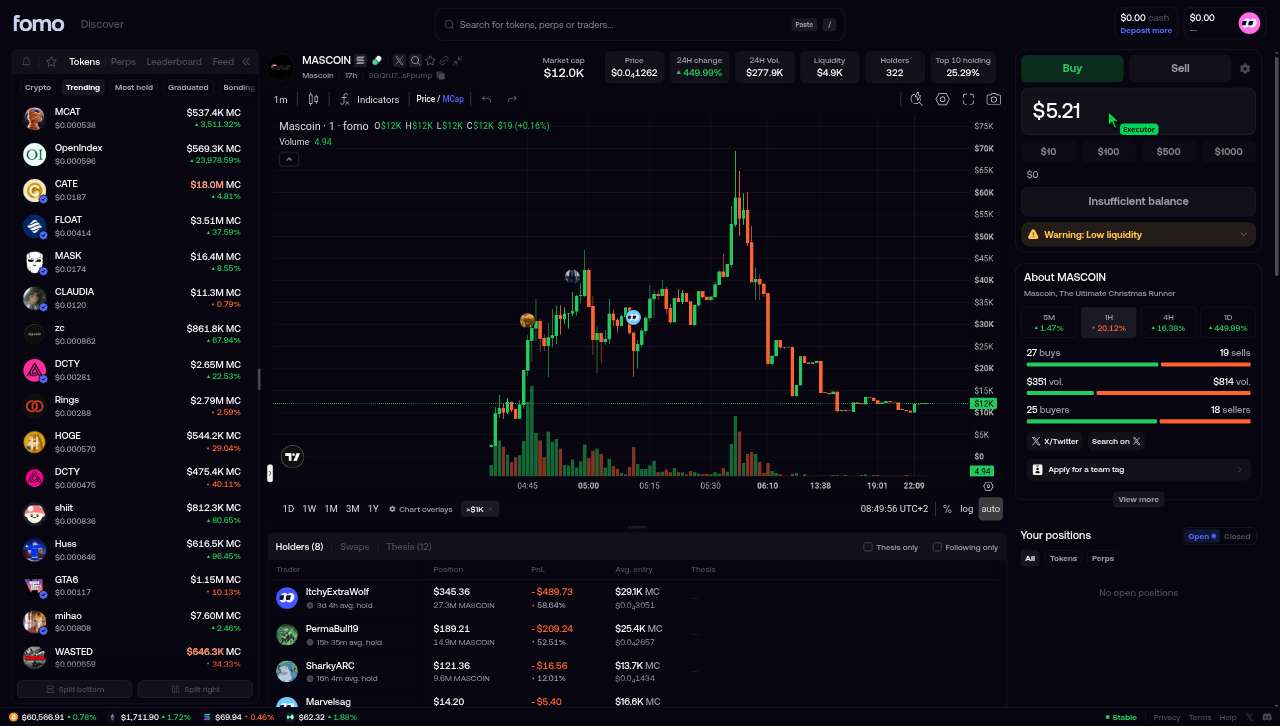 fomo Discover
Search for tokens, perps or traders... Paste /
$0.00 cash
Deposit more
$0.00
—
Tokens Perps Leaderboard Feed
Crypto Trending Most held Graduated Bonding
MCAT $537.4K MC
$0.000538 3,511.32%
OpenIndex $569.3K MC
$0.000596 23,978.59%
CATE $18.0M MC
$0.0187 4.81%
FLOAT $3.51M MC
$0.00414 37.59%
MASK $16.4M MC
$0.0174 8.55%
CLAUDIA $11.3M MC
$0.0120 0.79%
zc $861.8K MC
$0.000862 67.94%
DCTY $2.65M MC
$0.00281 22.53%
Rings $2.79M MC
$0.00288 2.59%
HOGE $544.2K MC
$0.000570 29.04%
DCTY $475.4K MC
$0.000475 40.11%
shiit $812.3K MC
$0.000836 80.65%
Huss $616.5K MC
$0.000646 96.45%
GTA6 $1.15M MC
$0.00117 10.13%
mihao $7.60M MC
$0.00808 2.46%
WASTED $646.3K MC
$0.000659 34.33%
Split bottom Split right
MASCOIN
Mascoin 17h
Market cap
$12.0K
Price
$0.0₄1262
24H change
449.99%
24H Vol.
$277.9K
Liquidity
$4.9K
Holders
322
Top 10 holding
25.29%
1m Indicators Price / MCap
Mascoin · 1 · fomo O$12K H$12K L$12K C$12K $19 (+0.16%)
Volume 4.94
$75K
$70K
$65K
$60K
$55K
$50K
$45K
$40K
$35K
$30K
$25K
$20K
$15K
$12K
$10K
$5K
$0
4.94
04:45 05:00 05:15 05:30 06:10 13:38 19:01 22:09
1D 1W 1M 3M 1Y Chart overlays >$1K
08:49:56 UTC+2 % log auto
Holders (8) Swaps Thesis (12) Thesis only Following only
Trader Position PnL Avg. entry Thesis
ItchyExtraWolf $345.36 -$489.73 $29.1K MC
3d 4h avg. hold 27.3M MASCOIN 58.64% $0.0₄3051
PermaBull19 $189.21 -$209.24 $25.4K MC
15h 35m avg. hold 14.9M MASCOIN 52.51% $0.0₄2657
SharkyARC $121.36 -$16.56 $13.7K MC
16h 4m avg. hold 9.6M MASCOIN 12.01% $0.0₄1434
Marvelsag $14.20 -$5.40 $16.6K MC
Buy Sell
$5.21
Executor
$10 $100 $500 $1000
$0
Insufficient balance
Warning: Low liquidity
About MASCOIN
Mascoin, The Ultimate Christmas Runner
5M 1H 4H 1D
1.47% 20.12% 16.38% 449.99%
27 buys 19 sells
$351 vol. $814 vol.
25 buyers 18 sellers
X/Twitter Search on X
Apply for a team tag
View more
Your positions Open Closed
All Tokens Perps
No open positions
$60,566.91 0.78% $1,711.90 1.72% $69.94 0.46% $62.32 1.88%
Stable Privacy Terms Help